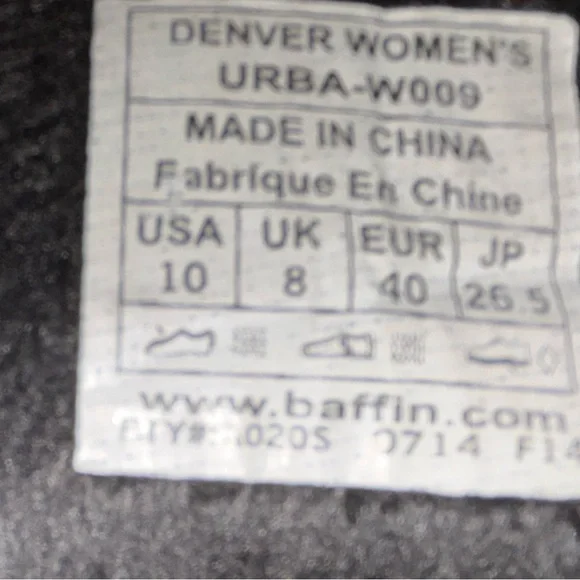 DENVER WOMEN'S
URBA-W009
MADE IN CHINA
Fabrique En Chine
USA UK EUR JP
10 8 40 26.5
www.baffin.com
0714 F14